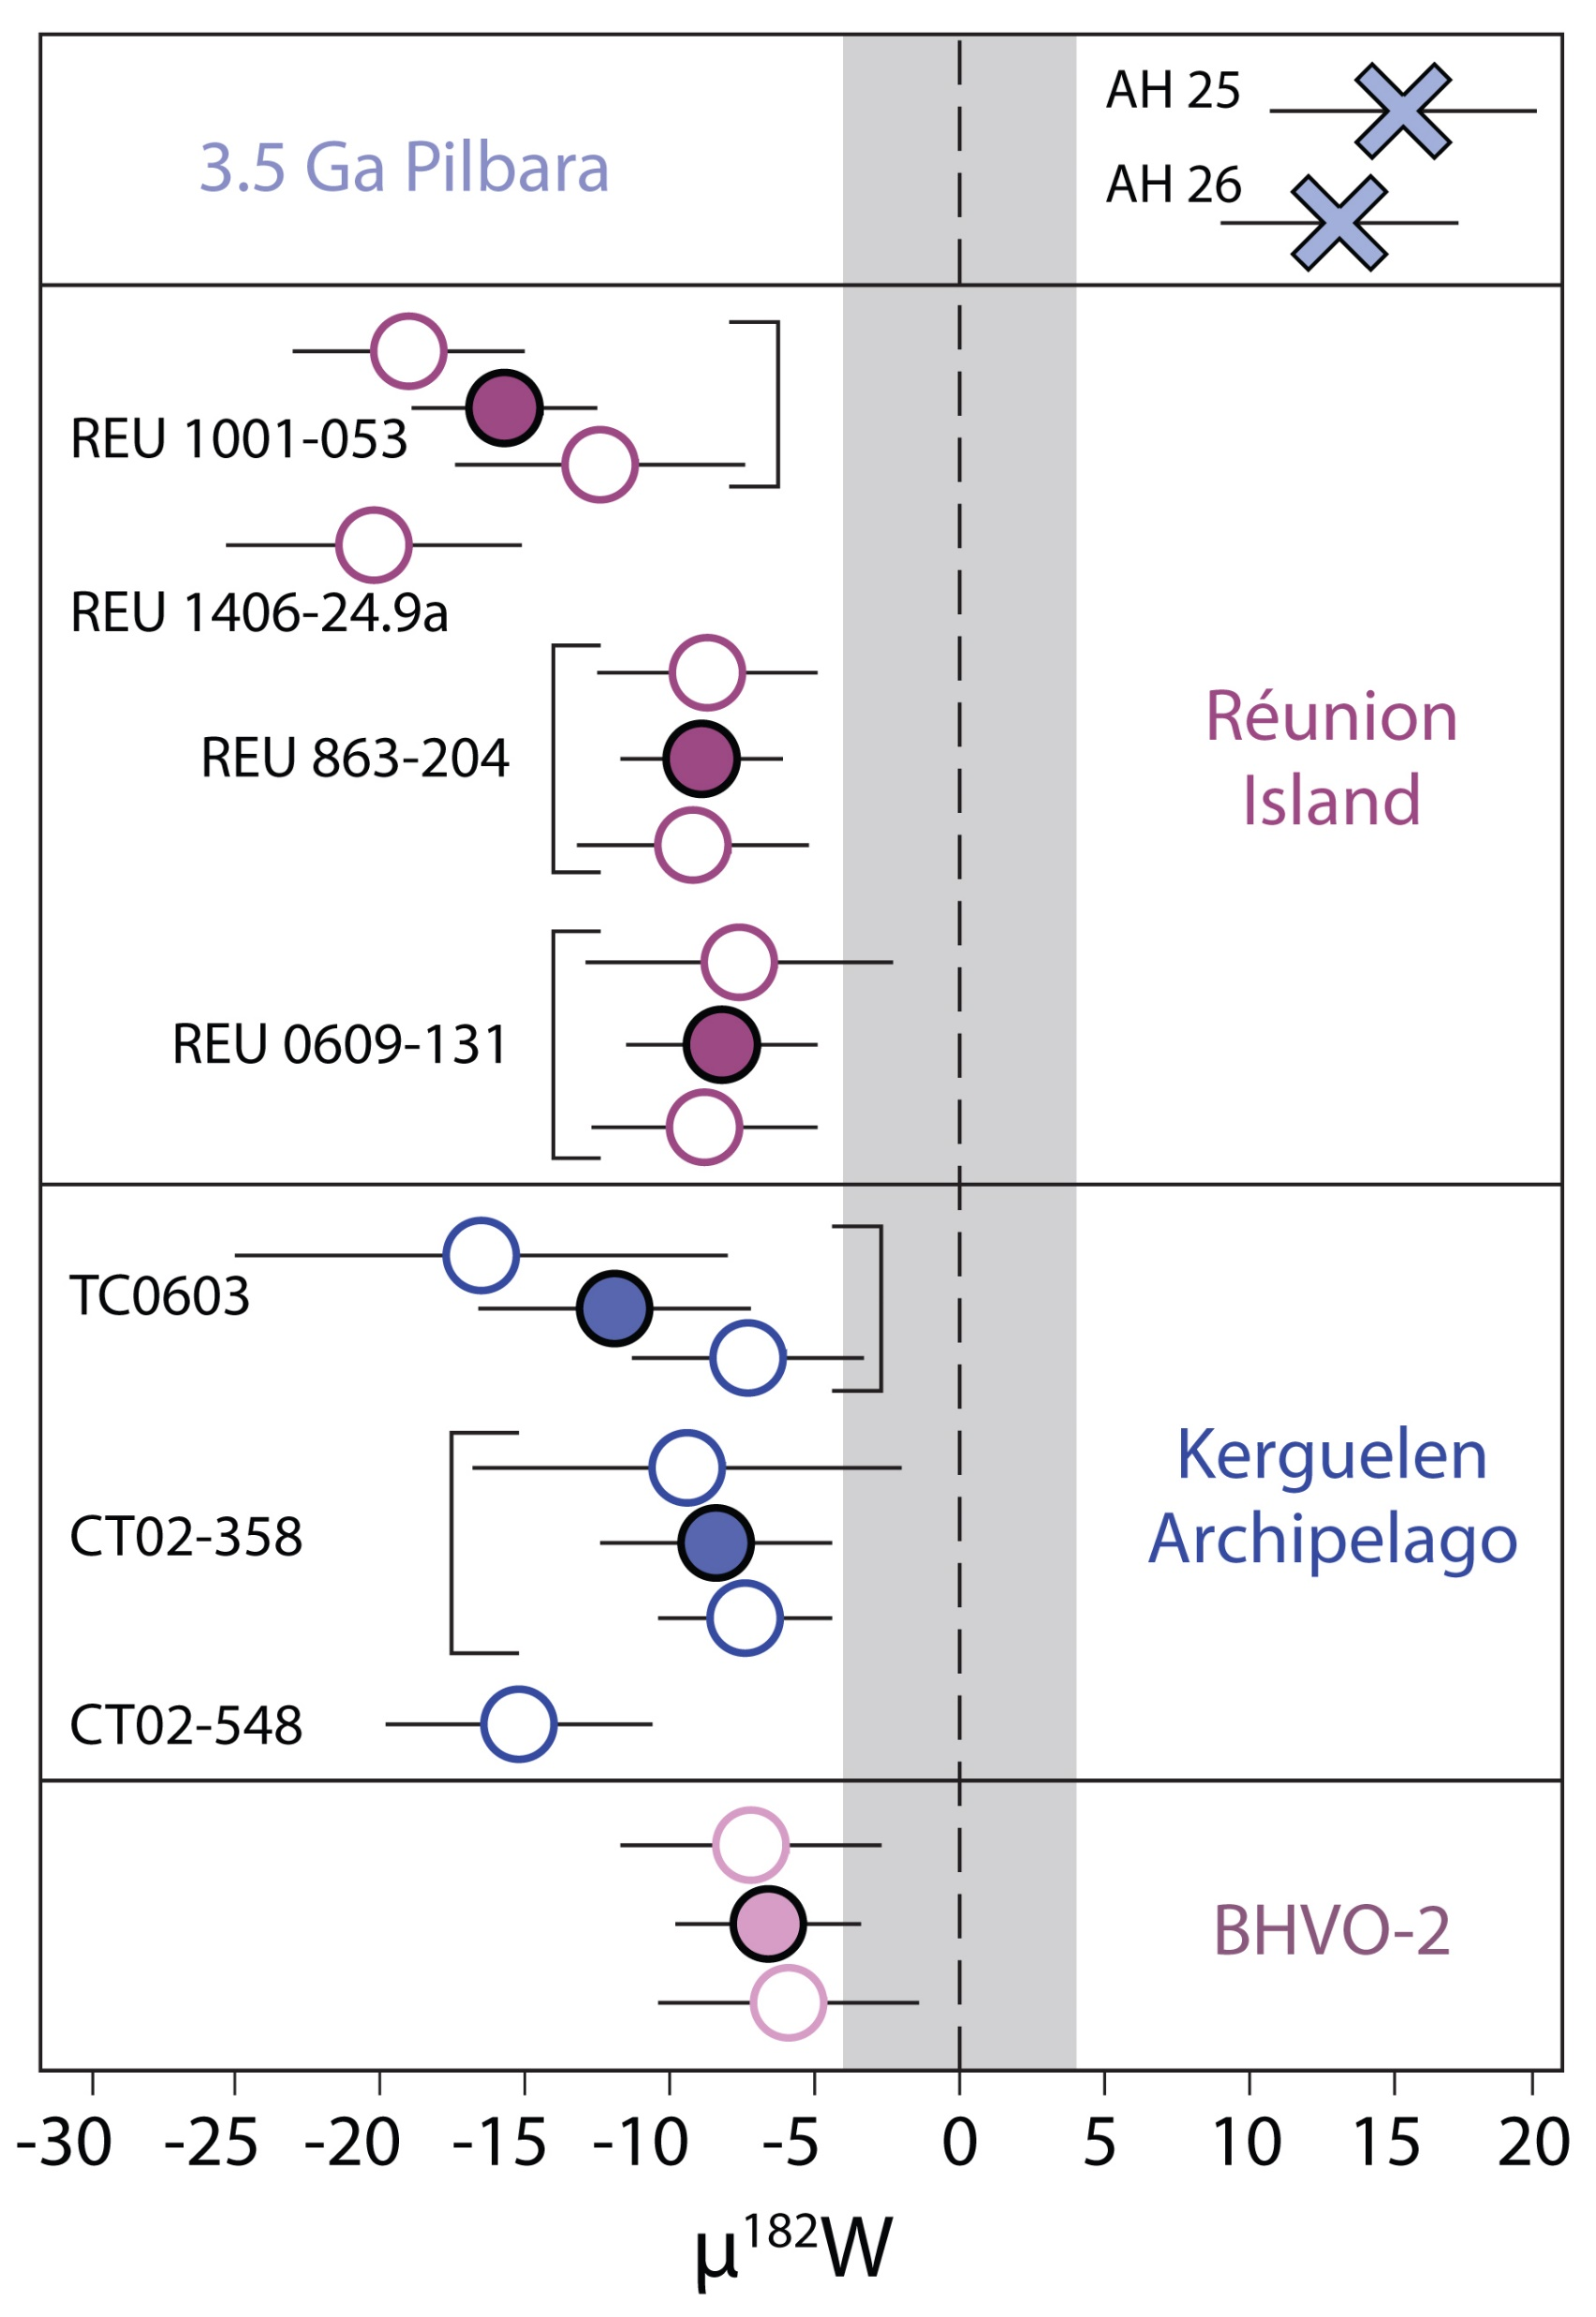 AH 25
3.5 Ga Pilbara
AH 26
REU 1001-053
REU 1406-24.9a
REU 863-204
Réunion
Island
REU 0609-131
TC0603
Kerguelen
CT02-358
Archipelago
CT02-548
BHVO-2
-30 -25 -20 -15 -10 -5 0 5 10 15 20
μ¹⁸²W